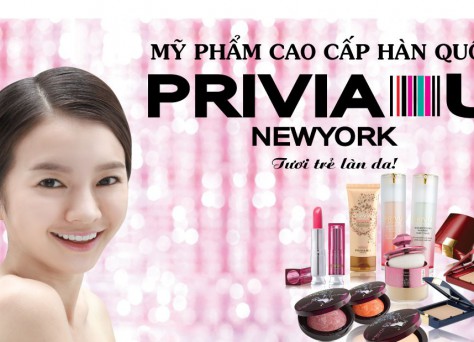 MỸ PHẨM CAO CẤP HÀN QUỐ
PRIVIA U
NEWYORK
Tươi trẻ làn da!